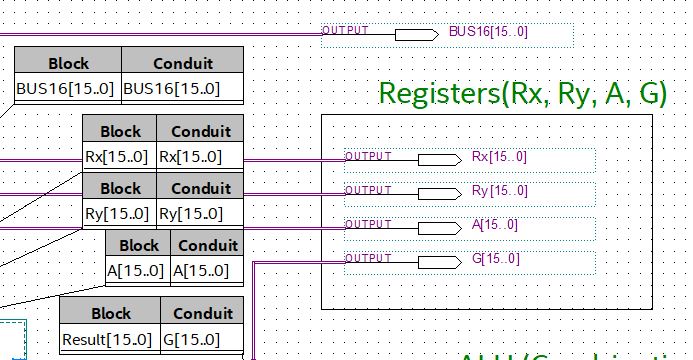 OUTPUT BUS16[15..0]
Block Conduit
BUS16[15..0] BUS16[15..0]
Registers(Rx, Ry, A, G)
Block Conduit
Rx[15..0] Rx[15..0]
OUTPUT Rx[15..0]
Block Conduit
Ry[15..0] Ry[15..0]
OUTPUT Ry[15..0]
OUTPUT A[15..0]
Block Conduit
A[15..0] A[15..0]
OUTPUT G[15..0]
Block Conduit
Result[15..0] G[15..0]